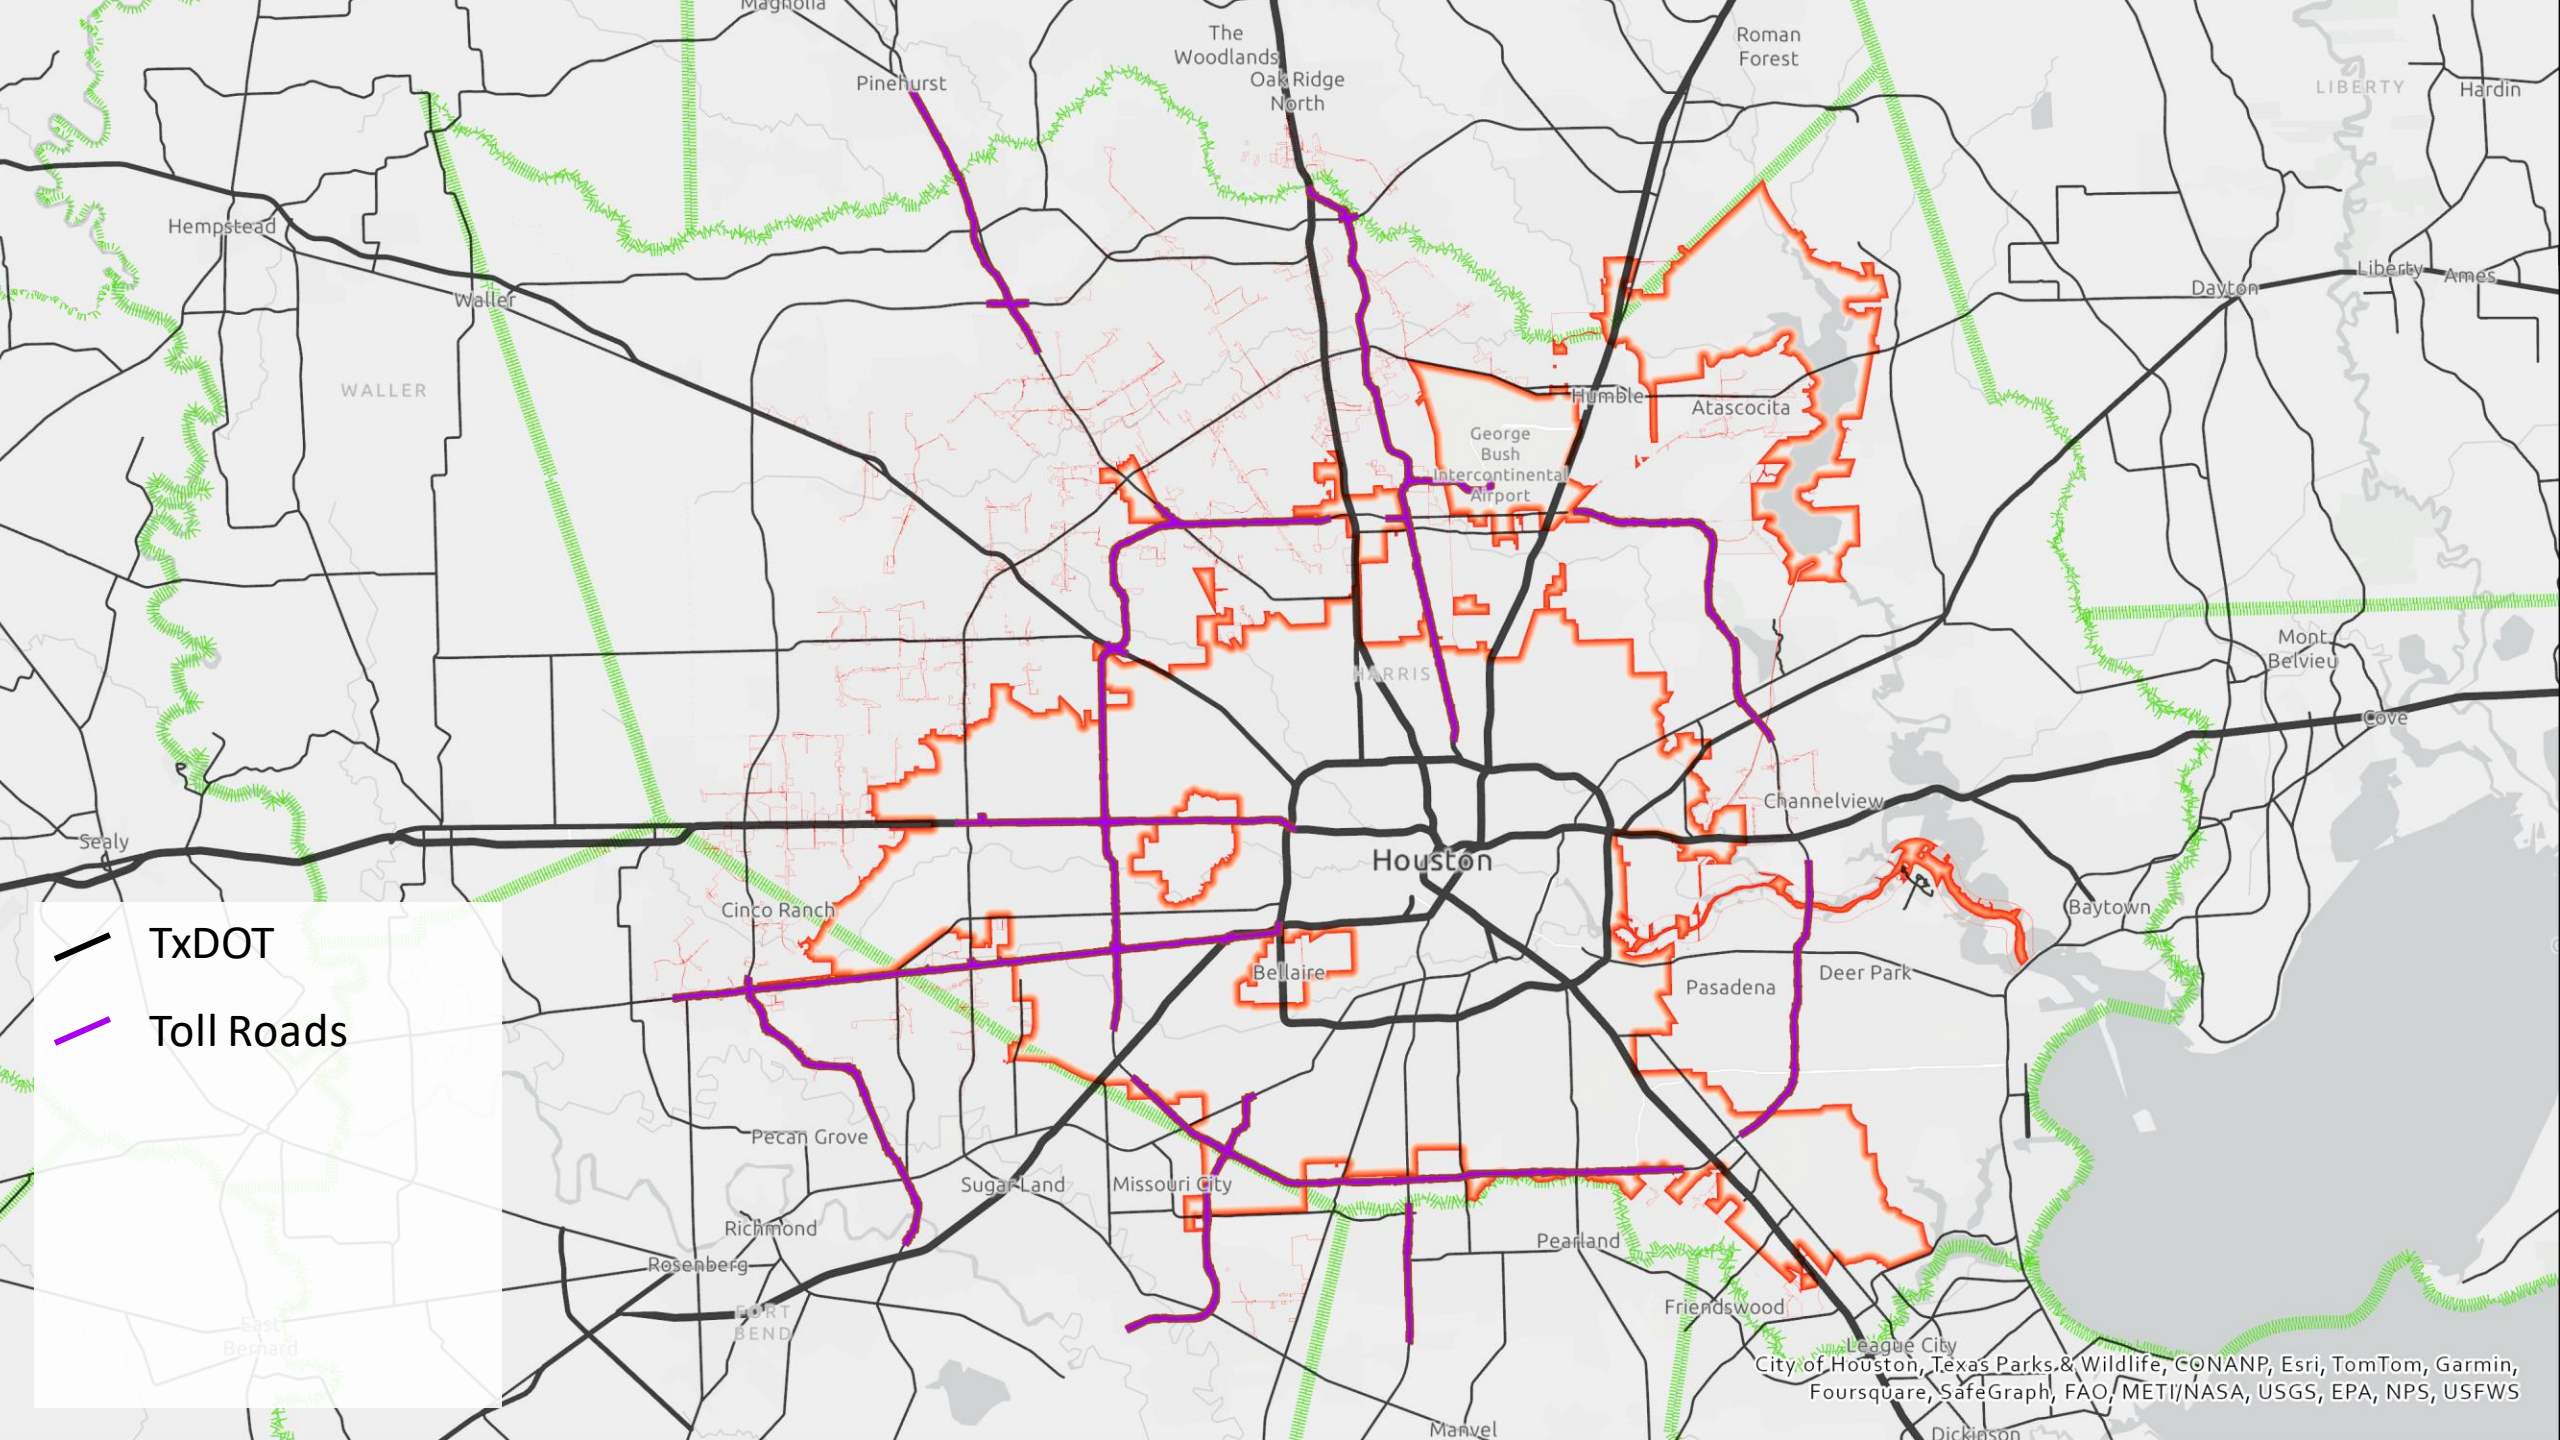 Magnolia
The
Woodlands
Oak Ridge
North
Roman
Forest
Pinehurst
LIBERTY
Hardin
Hempstead
Waller
Liberty
Ames
Dayton
WALLER
Humble
Atascocita
George
Bush
Intercontinental
Airport
Mont
Belvieu
HARRIS
Cove
Channelview
Sealy
Houston
Cinco Ranch
Baytown
Bellaire
Pasadena
Deer Park
TxDOT
Toll Roads
Pecan Grove
Sugar Land
Missouri City
Richmond
Rosenberg
Pearland
FORT
BEND
Friendswood
East
Bernard
League City
City of Houston, Texas Parks & Wildlife, CONANP, Esri, TomTom, Garmin,
Foursquare, SafeGraph, FAO, METI/NASA, USGS, EPA, NPS, USFWS
Manvel
Dickinson